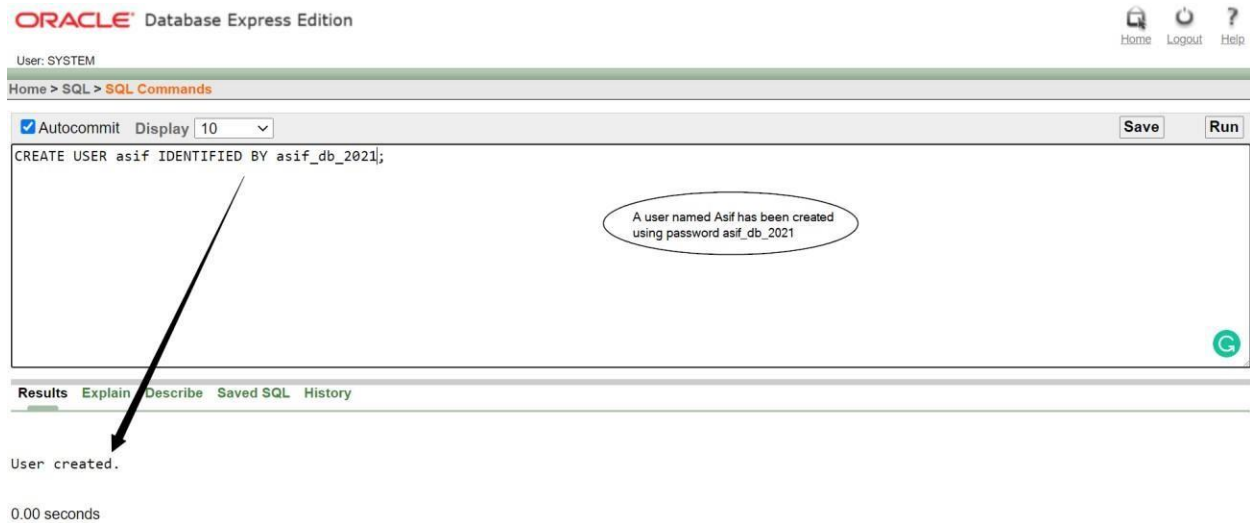 ORACLE Database Express Edition
Home Logout Help
User: SYSTEM
Home > SQL > SQL Commands
Autocommit Display 10 Save Run
CREATE USER asif IDENTIFIED BY asif_db_2021;
A user named Asif has been created
using password asif_db_2021
Results Explain Describe Saved SQL History
User created.
0.00 seconds